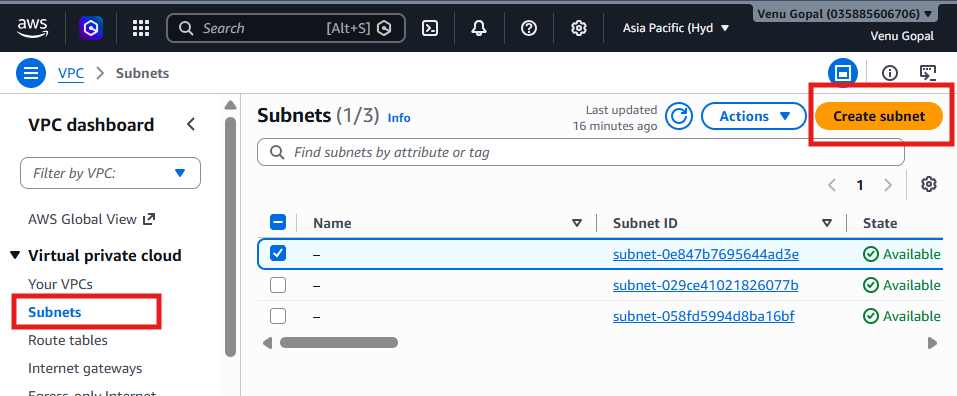 Venu Gopal (035885606706)
aws
Search [Alt+S]
Asia Pacific (Hyd
Venu Gopal
VPC > Subnets
VPC dashboard
Filter by VPC:
AWS Global View
Virtual private cloud
Your VPCs
Subnets
Route tables
Internet gateways
Egress-only Internet
Subnets (1/3) Info
Last updated
16 minutes ago
Actions
Create subnet
Find subnets by attribute or tag
1
Name Subnet ID State
– subnet-0e847b7695644ad3e Available
– subnet-029ce41021826077b Available
– subnet-058fd5994d8ba16bf Available